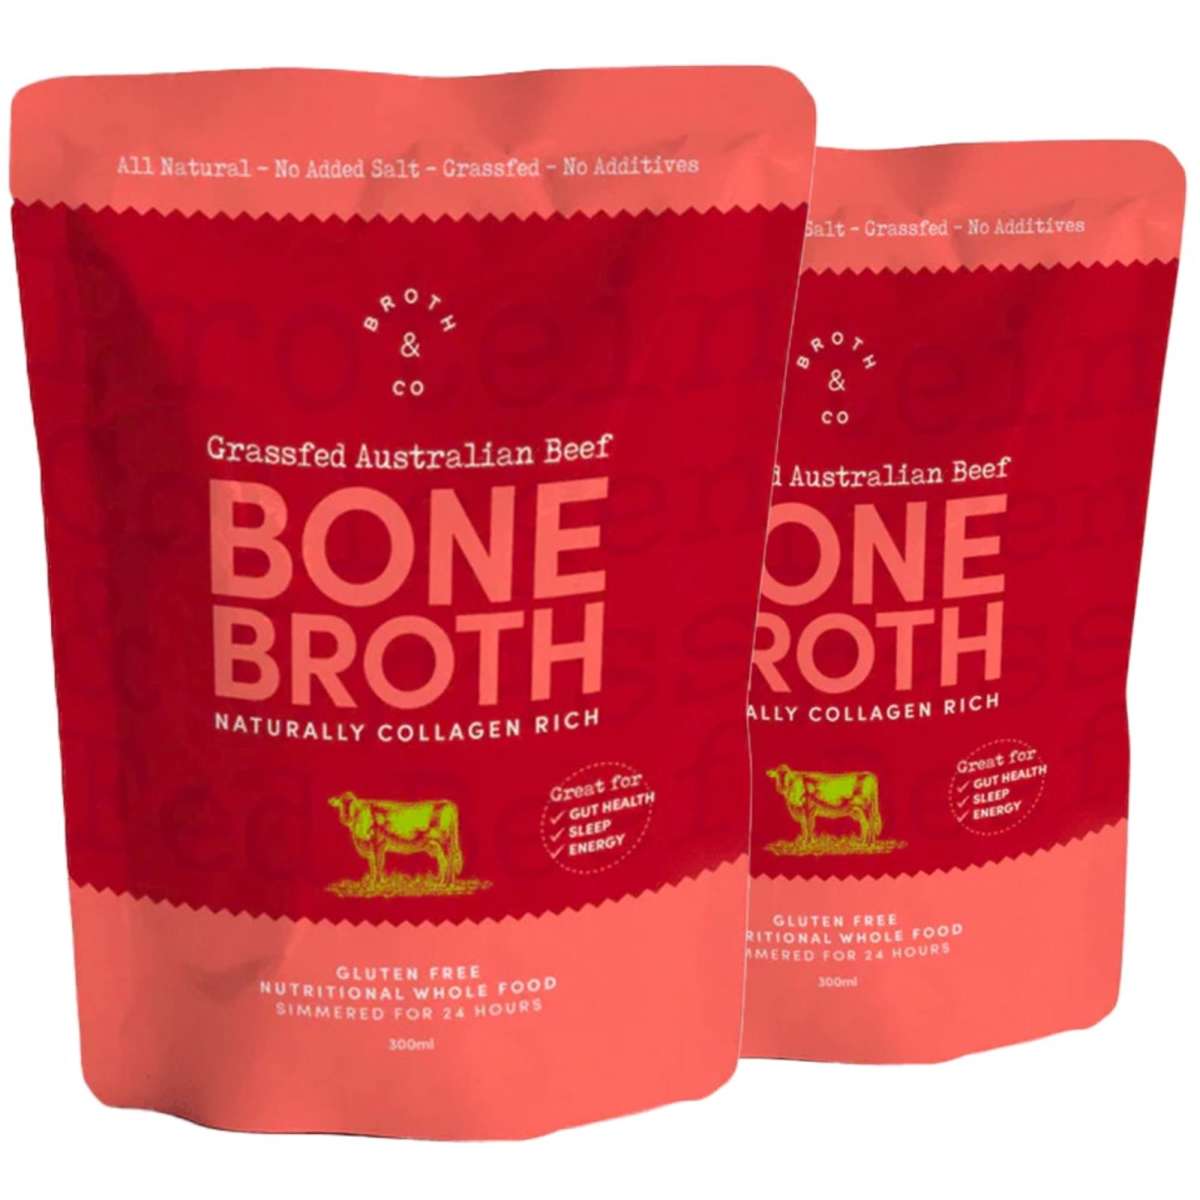 All Natural - No Added Salt - Grassfed - No Additives
BROTH
&
CO
Grassfed Australian Beef
BONE
BROTH
NATURALLY COLLAGEN RICH
Great for
✓ GUT HEALTH
✓ SLEEP
✓ ENERGY
GLUTEN FREE
NUTRITIONAL WHOLE FOOD
SIMMERED FOR 24 HOURS
300ml
Salt - Grassfed - No Additives
BROTH
&
CO
Australian Beef
ONE
ROTH
ALLY COLLAGEN RICH
Great for
✓ GUT HEALTH
✓ SLEEP
✓ ENERGY
GLUTEN FREE
RITIONAL WHOLE FOOD
MMERED FOR 24 HOURS
300ml